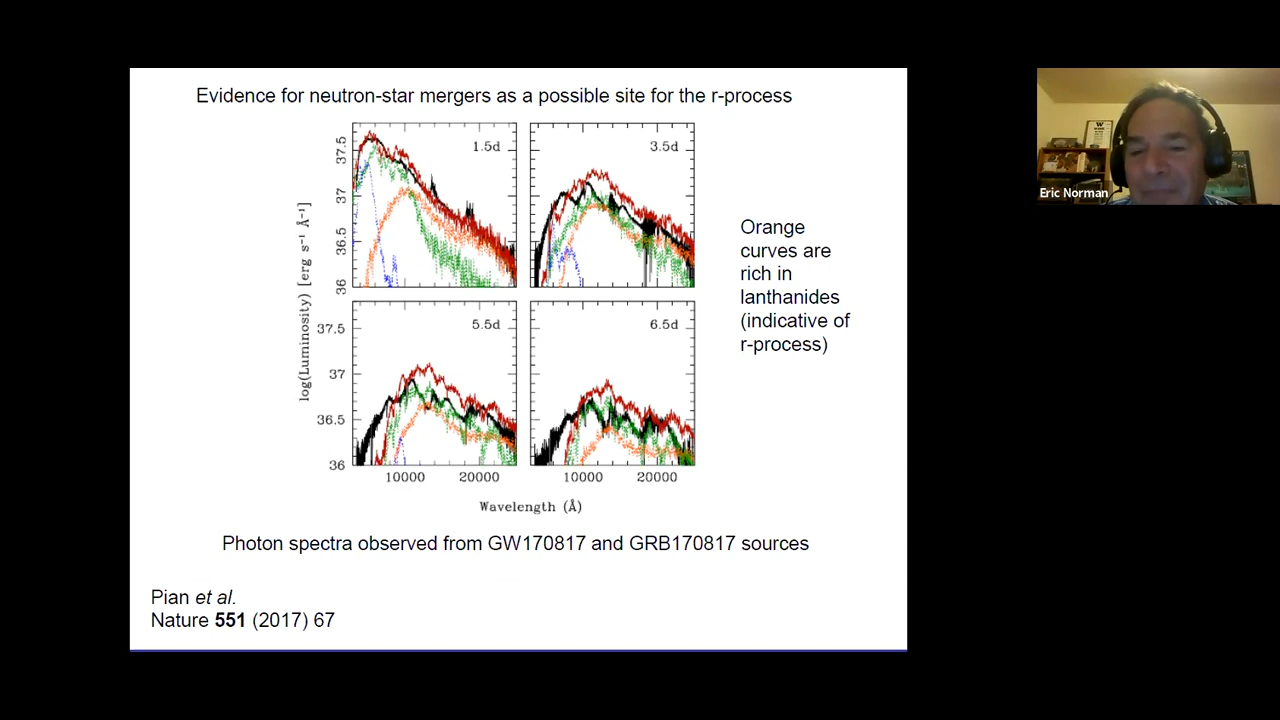 Evidence for neutron-star mergers as a possible site for the r-process
37.5
37
36.5
36
log(Luminosity) [erg s⁻¹ Å⁻¹]
1.5d
3.5d
37.5
37
36.5
36
5.5d
6.5d
10000 20000
10000 20000
Wavelength (Å)
Orange
curves are
rich in
lanthanides
(indicative of
r-process)
Photon spectra observed from GW170817 and GRB170817 sources
Pian et al.
Nature 551 (2017) 67
Eric Norman